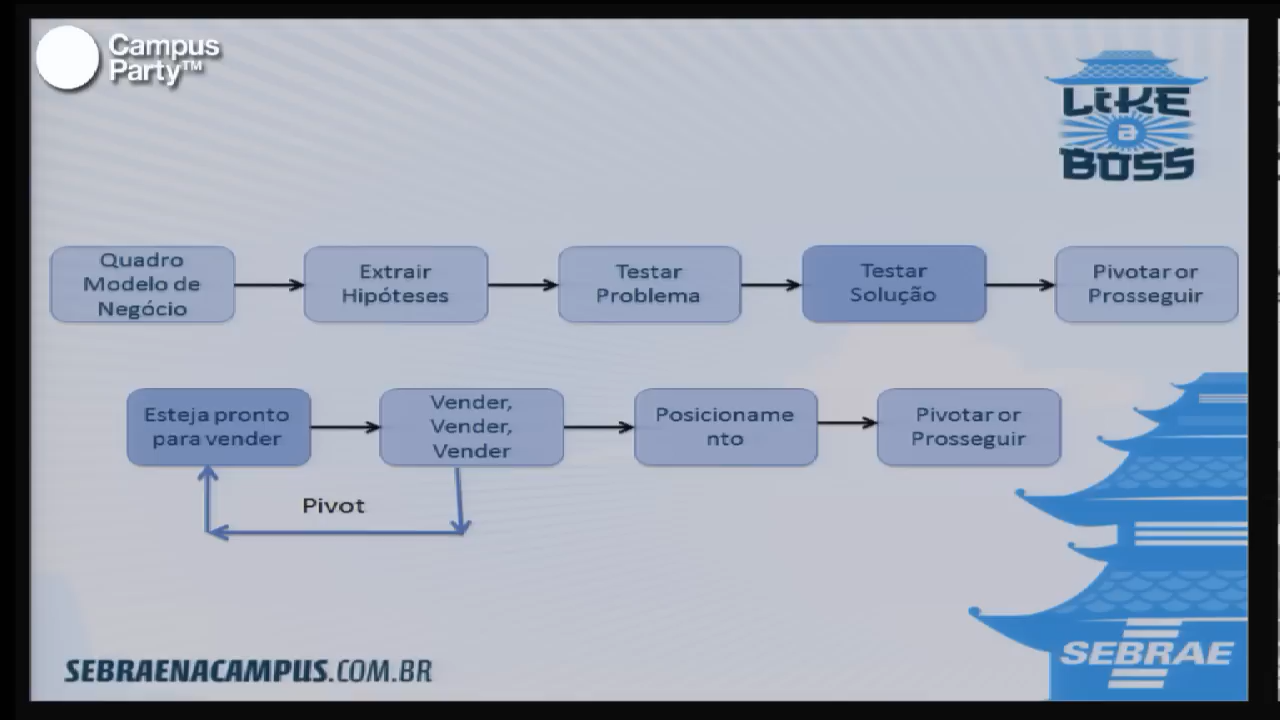 Campus
Party™
LIKE
a
BOSS
Quadro
Modelo de
Negócio
Extrair
Hipóteses
Testar
Problema
Testar
Solução
Pivotar or
Prosseguir
Esteja pronto
para vender
Vender,
Vender,
Vender
Posicioname
nto
Pivotar or
Prosseguir
Pivot
SEBRAENACAMPUS.COM.BR
SEBRAE